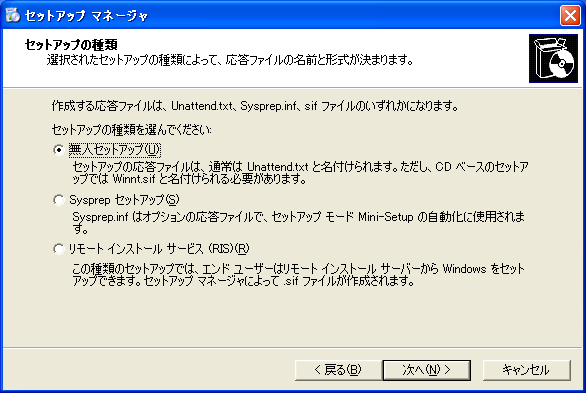 セットアップ マネージャ
セットアップの種類
選択されたセットアップの種類によって、応答ファイルの名前と形式が決まります。
作成する応答ファイルは、Unattend.txt、Sysprep.inf、sif ファイルのいずれかになります。
セットアップの種類を選んでください:
無人セットアップ(U)
セットアップの応答ファイルは、通常は Unattend.txt と名付けられます。ただし、CD ベースのセットア
ップでは Winnt.sif と名付けられる必要があります。
Sysprep セットアップ(S)
Sysprep.inf はオプションの応答ファイルで、セットアップ モード Mini-Setup の自動化に使用されま
す。
リモート インストール サービス (RIS)(R)
この種類のセットアップでは、エンド ユーザーはリモート インストール サーバーから Windows をセット
アップできます。セットアップ マネージャによって .sif ファイルが作成されます。
< 戻る(B) 次へ(N) > キャンセル